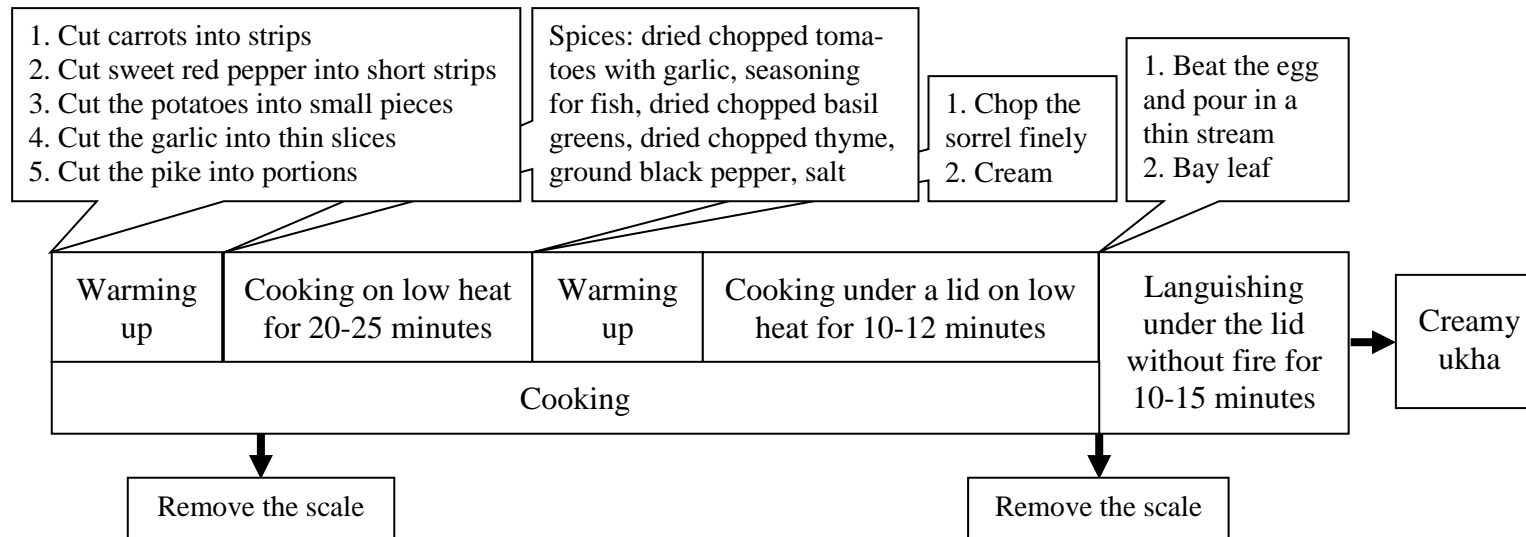 1. Cut carrots into strips
2. Cut sweet red pepper into short strips
3. Cut the potatoes into small pieces
4. Cut the garlic into thin slices
5. Cut the pike into portions
Spices: dried chopped toma-
toes with garlic, seasoning
for fish, dried chopped basil
greens, dried chopped thyme,
ground black pepper, salt
1. Chop the
sorrel finely
2. Cream
1. Beat the egg
and pour in a
thin stream
2. Bay leaf
Warming
up
Cooking on low heat
for 20-25 minutes
Warming
up
Cooking under a lid on low
heat for 10-12 minutes
Languishing
under the lid
without fire for
10-15 minutes
Creamy
ukha
Cooking
Remove the scale
Remove the scale